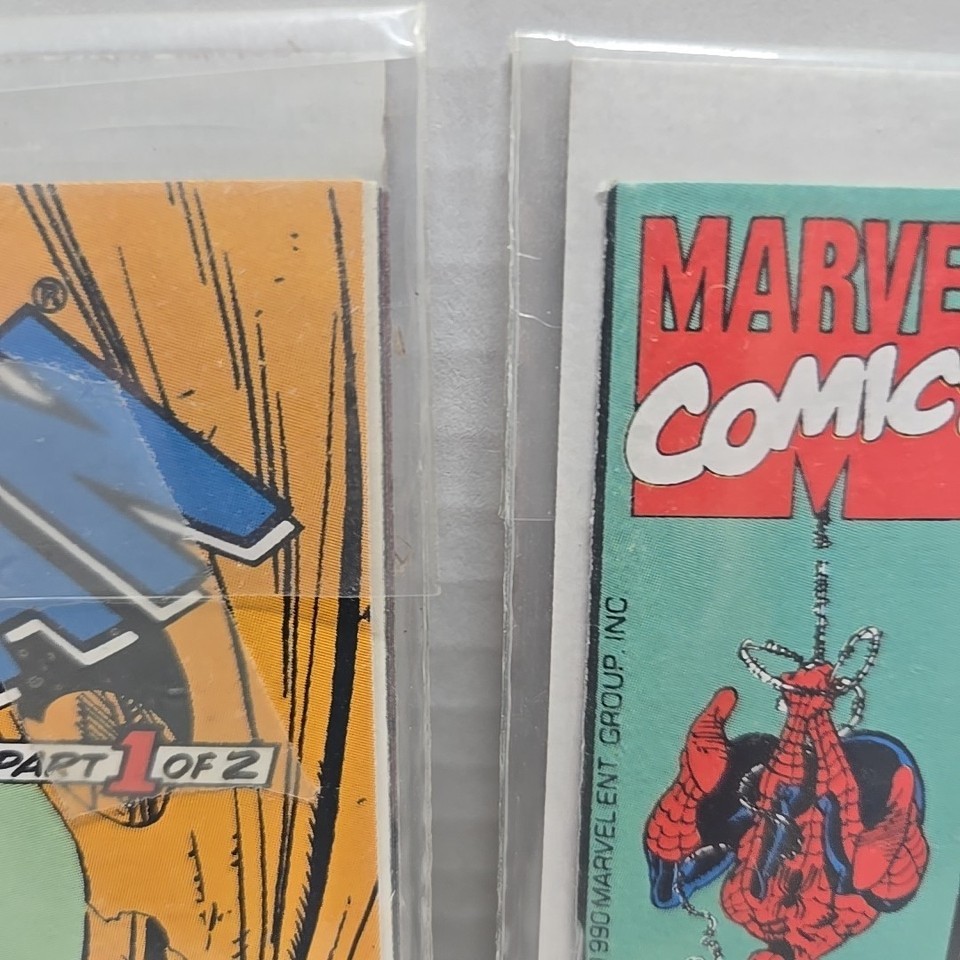 ®
PART 1 OF 2
MARVE
COMIC
1990 MARVEL ENT. GROUP, INC